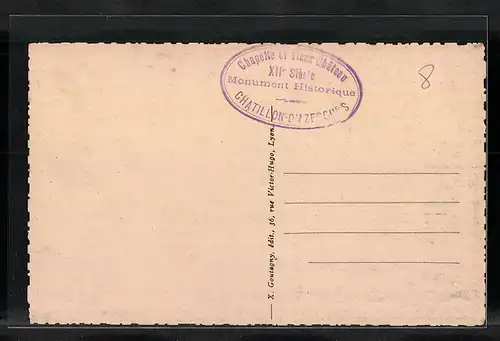 Chapelle et Vieux Château
XIIe Siècle
Monument Historique
CHATILLON-D'AZERGUES
8
X. Goutagny, édit., 36, rue Victor-Hugo, Lyon.